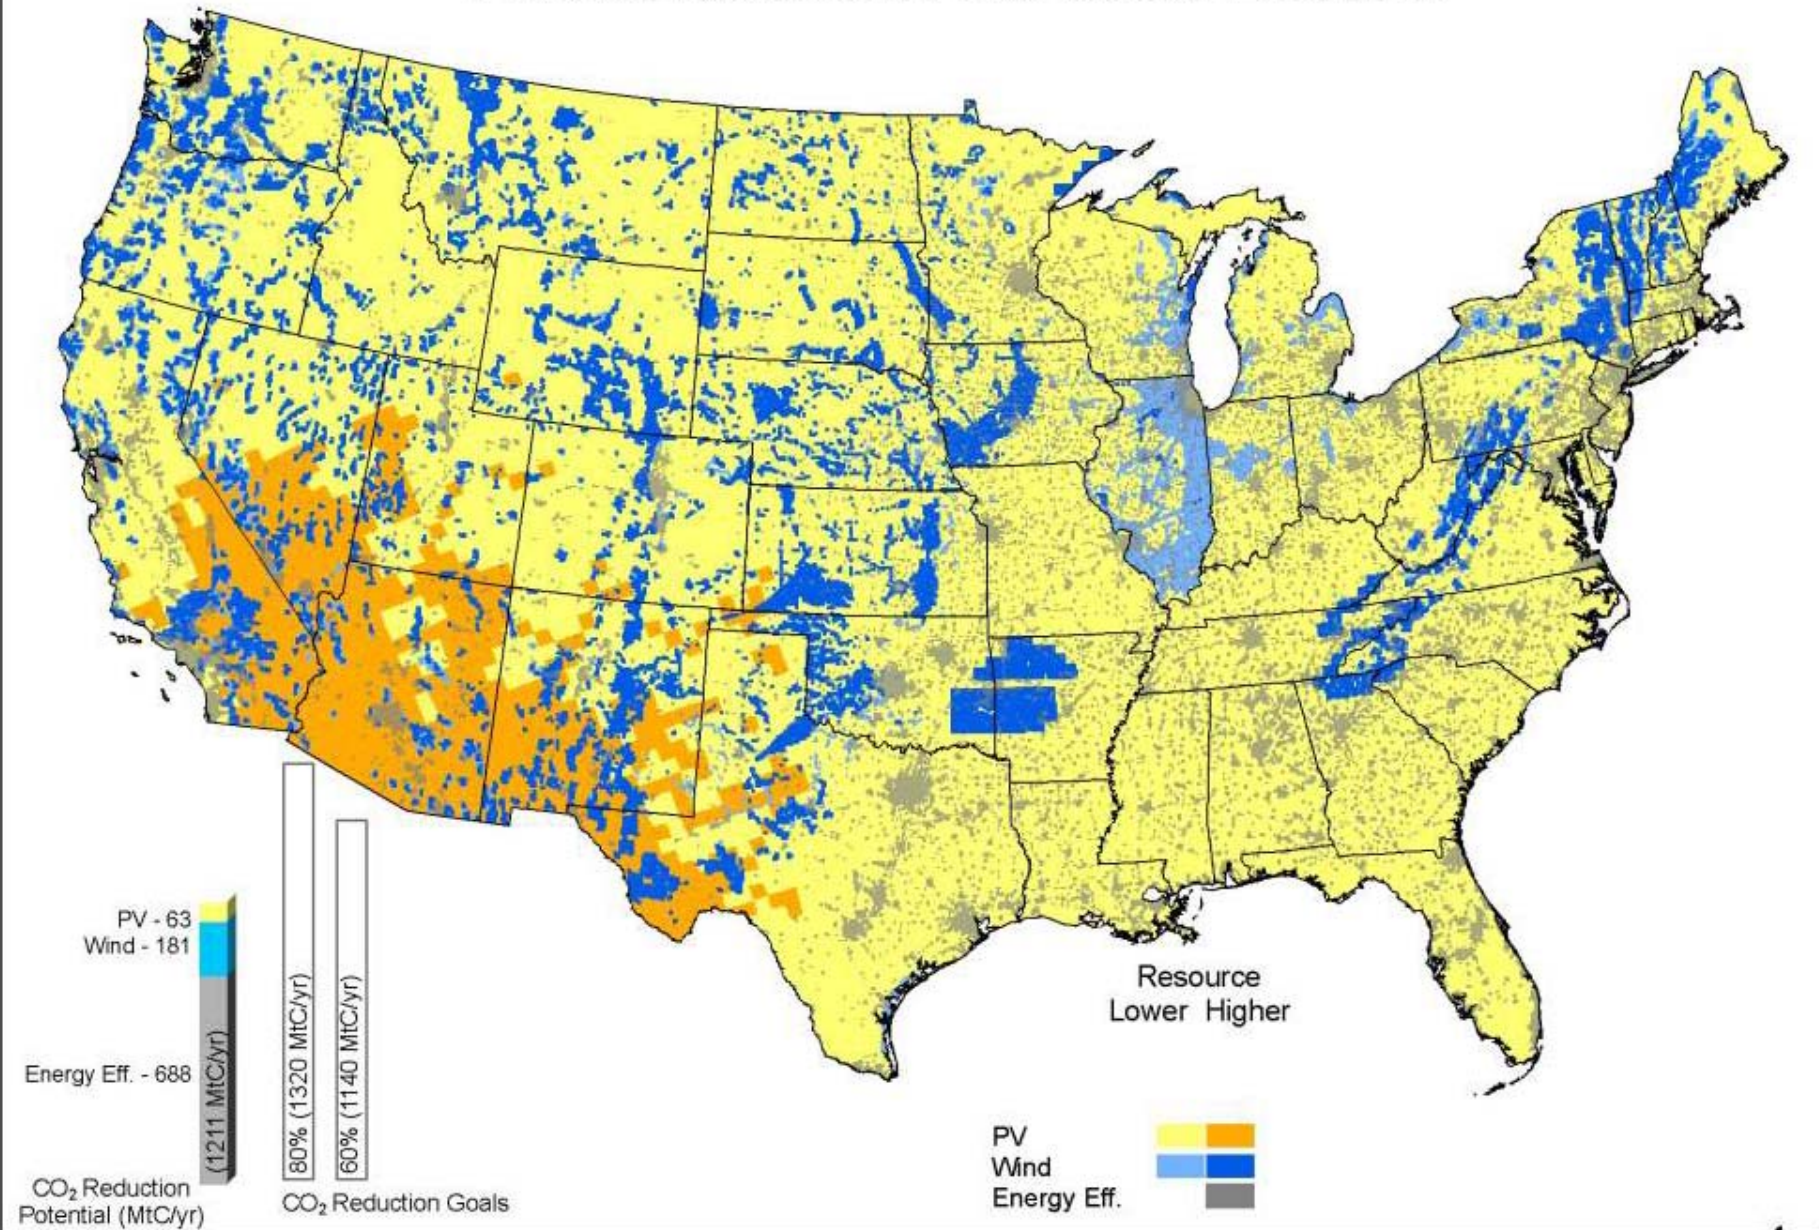 PV - 63
Wind - 181
Energy Eff. - 688
(1211 MtC/yr)
CO₂ Reduction
Potential (MtC/yr)
80% (1320 MtC/yr)
60% (1140 MtC/yr)
CO₂ Reduction Goals
Resource
Lower Higher
PV
Wind
Energy Eff.